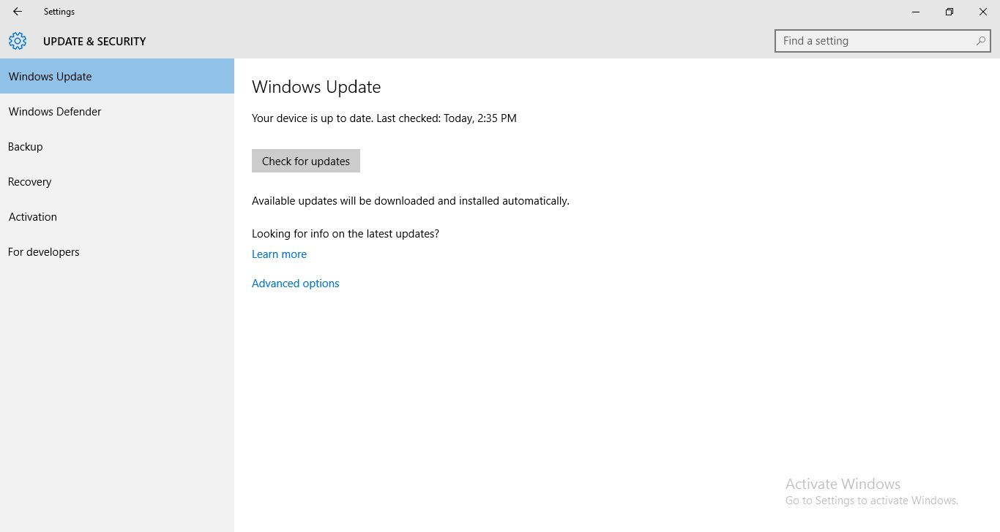 Settings
UPDATE & SECURITY
Find a setting
Windows Update
Windows Defender
Backup
Recovery
Activation
For developers
Windows Update
Your device is up to date. Last checked: Today, 2:35 PM
Check for updates
Available updates will be downloaded and installed automatically.
Looking for info on the latest updates?
Learn more
Advanced options
Activate Windows
Go to Settings to activate Windows.